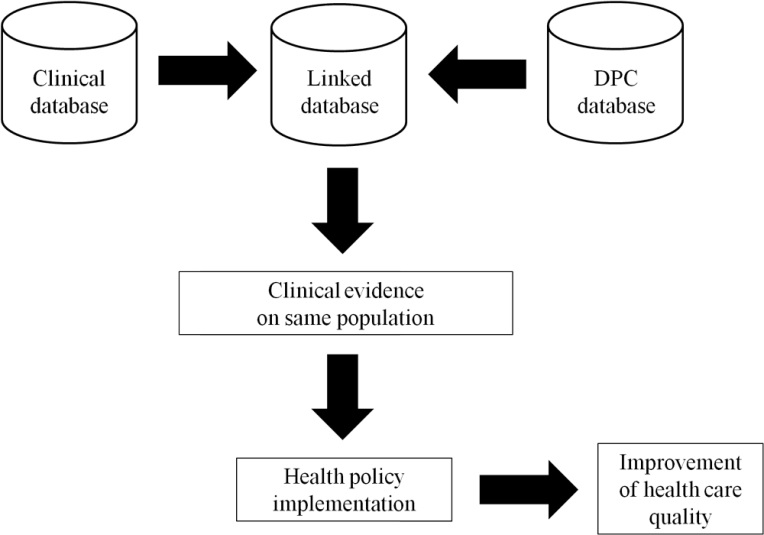 Clinical
database
Linked
database
DPC
database
Clinical evidence
on same population
Health policy
implementation
Improvement
of health care
quality